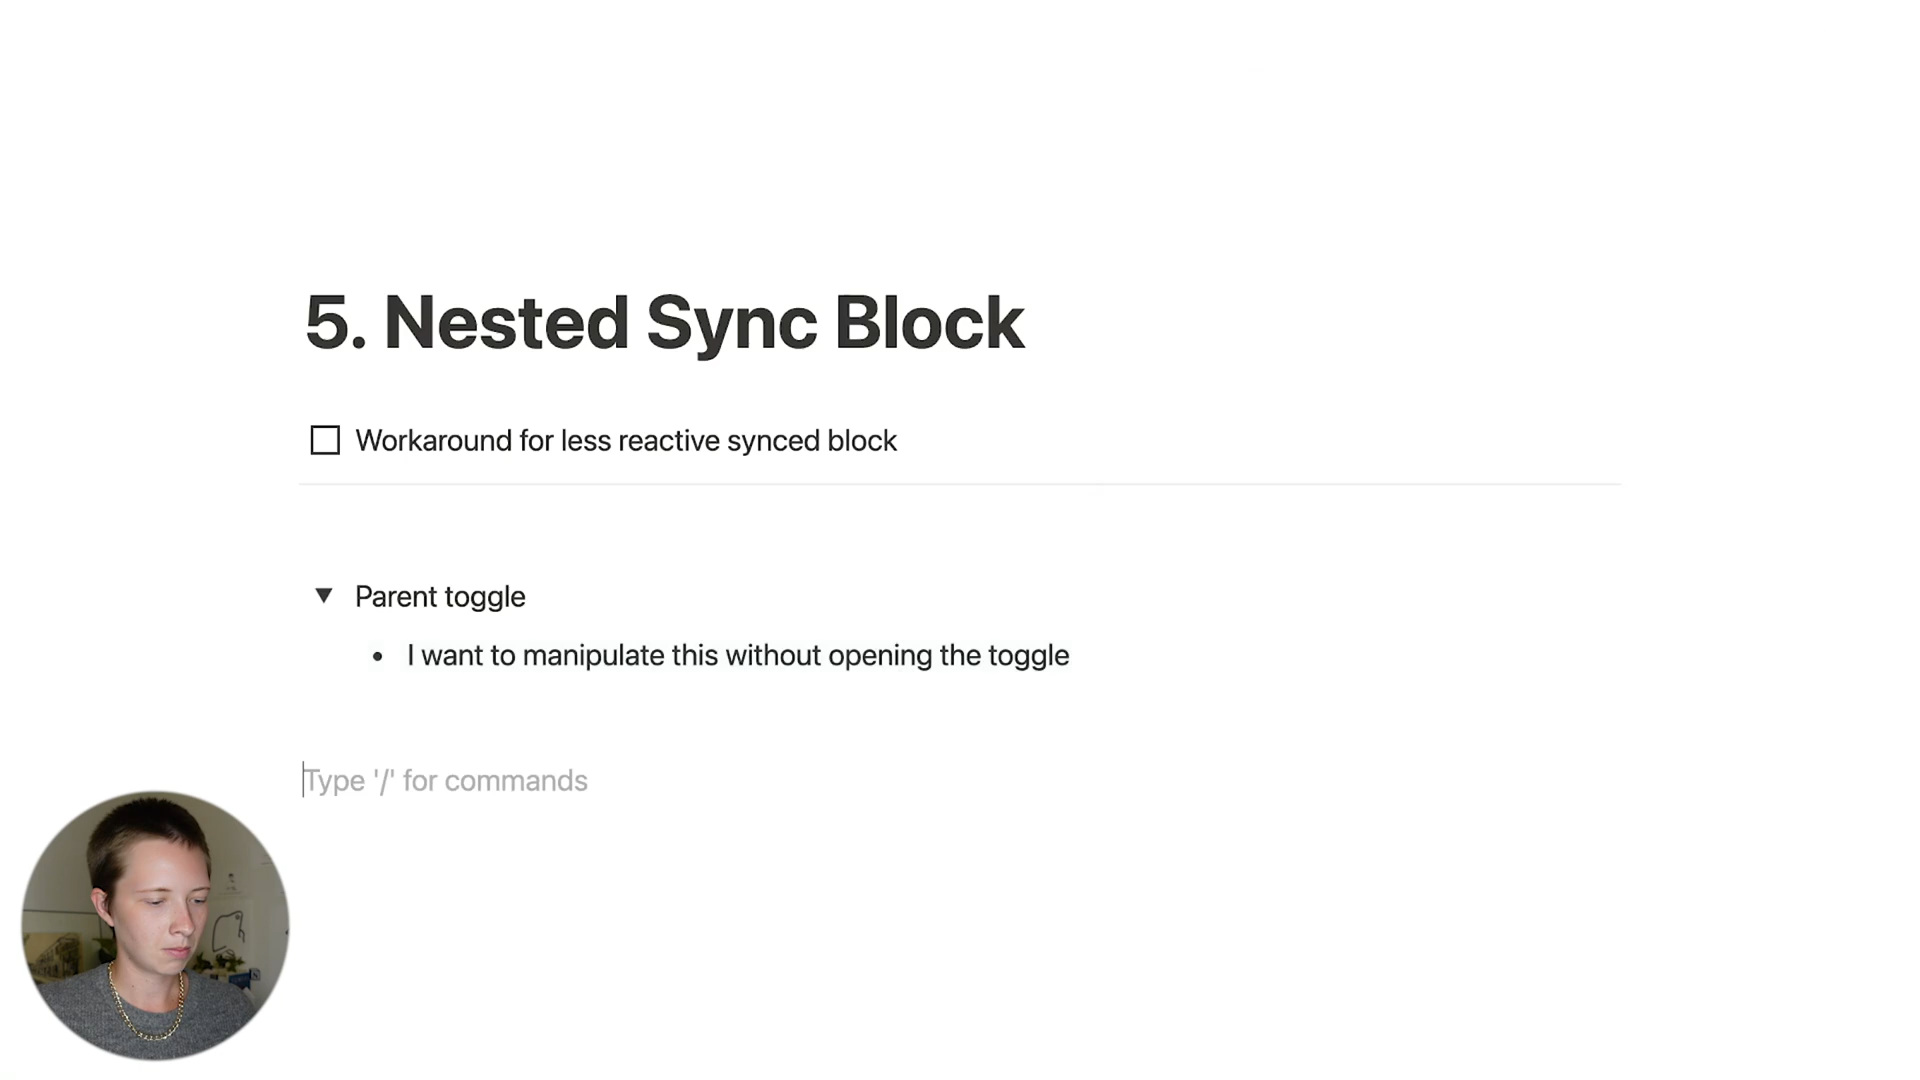 5. Nested Sync Block
Workaround for less reactive synced block
Parent toggle
I want to manipulate this without opening the toggle
Type '/' for commands